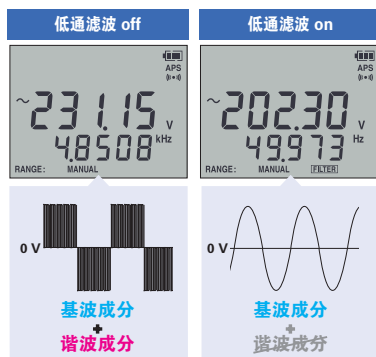 低通滤波 off
低通滤波 on
APS
~231.15 V
4.8508 kHz
RANGE: MANUAL
APS
~202.30 V
49.973 Hz
RANGE: MANUAL FILTER
0 V
基波成分
+
谐波成分
0 V
基波成分
+
谐波成分